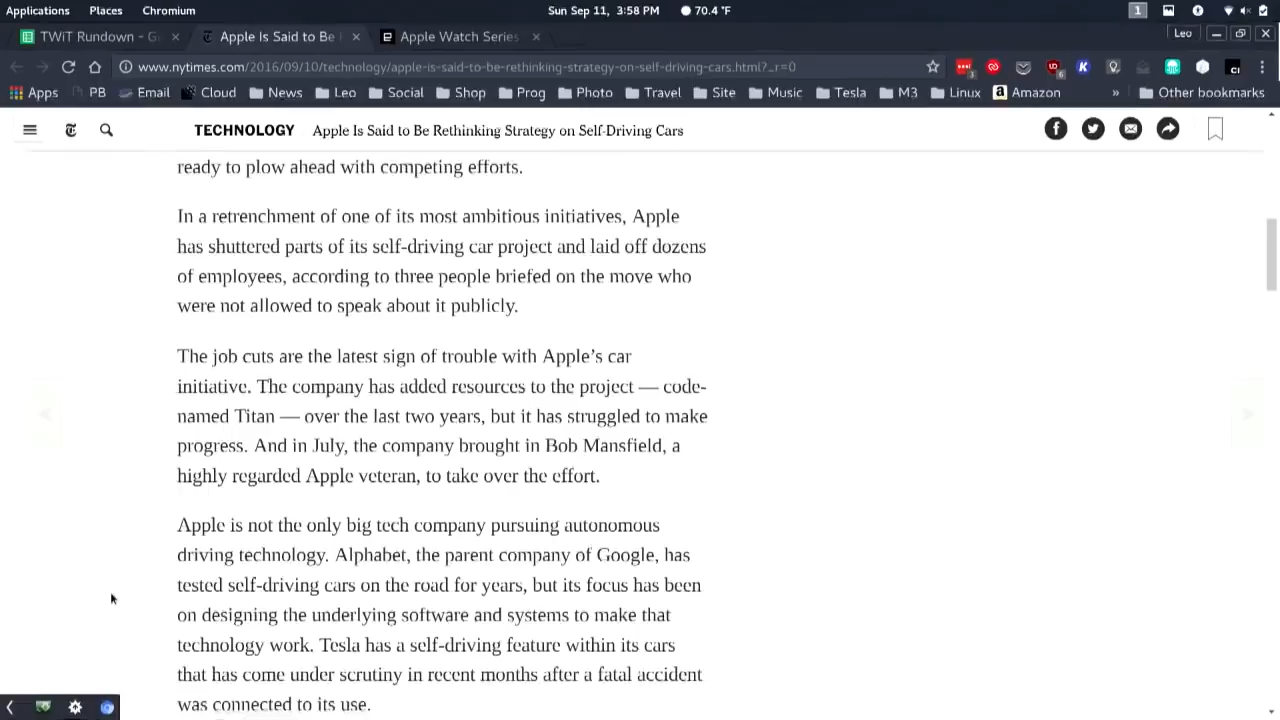 Applications Places Chromium Sun Sep 11, 3:58 PM 70.4 °F 1
TWiT Rundown - G Apple Is Said to Be Apple Watch Series Leo
www.nytimes.com/2016/09/10/technology/apple-is-said-to-be-rethinking-strategy-on-self-driving-cars.html?_r=0
Apps PB Email Cloud News Leo Social Shop Prog Photo Travel Site Music Tesla M3 Linux Amazon » Other bookmarks
TECHNOLOGY Apple Is Said to Be Rethinking Strategy on Self-Driving Cars
ready to plow ahead with competing efforts.
In a retrenchment of one of its most ambitious initiatives, Apple
has shuttered parts of its self-driving car project and laid off dozens
of employees, according to three people briefed on the move who
were not allowed to speak about it publicly.
The job cuts are the latest sign of trouble with Apple’s car
initiative. The company has added resources to the project — code-
named Titan — over the last two years, but it has struggled to make
progress. And in July, the company brought in Bob Mansfield, a
highly regarded Apple veteran, to take over the effort.
Apple is not the only big tech company pursuing autonomous
driving technology. Alphabet, the parent company of Google, has
tested self-driving cars on the road for years, but its focus has been
on designing the underlying software and systems to make that
technology work. Tesla has a self-driving feature within its cars
that has come under scrutiny in recent months after a fatal accident
was connected to its use.